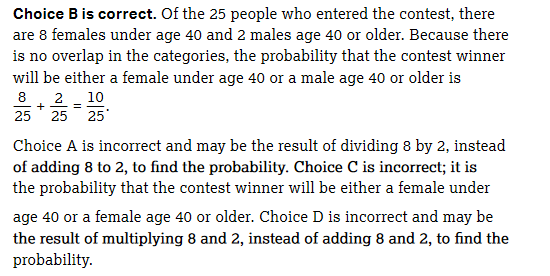 Choice B is correct. Of the 25 people who entered the contest, there
are 8 females under age 40 and 2 males age 40 or older. Because there
is no overlap in the categories, the probability that the contest winner
will be either a female under age 40 or a male age 40 or older is
8/25 + 2/25 = 10/25.
Choice A is incorrect and may be the result of dividing 8 by 2, instead
of adding 8 to 2, to find the probability. Choice C is incorrect; it is
the probability that the contest winner will be either a female under
age 40 or a female age 40 or older. Choice D is incorrect and may be
the result of multiplying 8 and 2, instead of adding 8 and 2, to find the
probability.